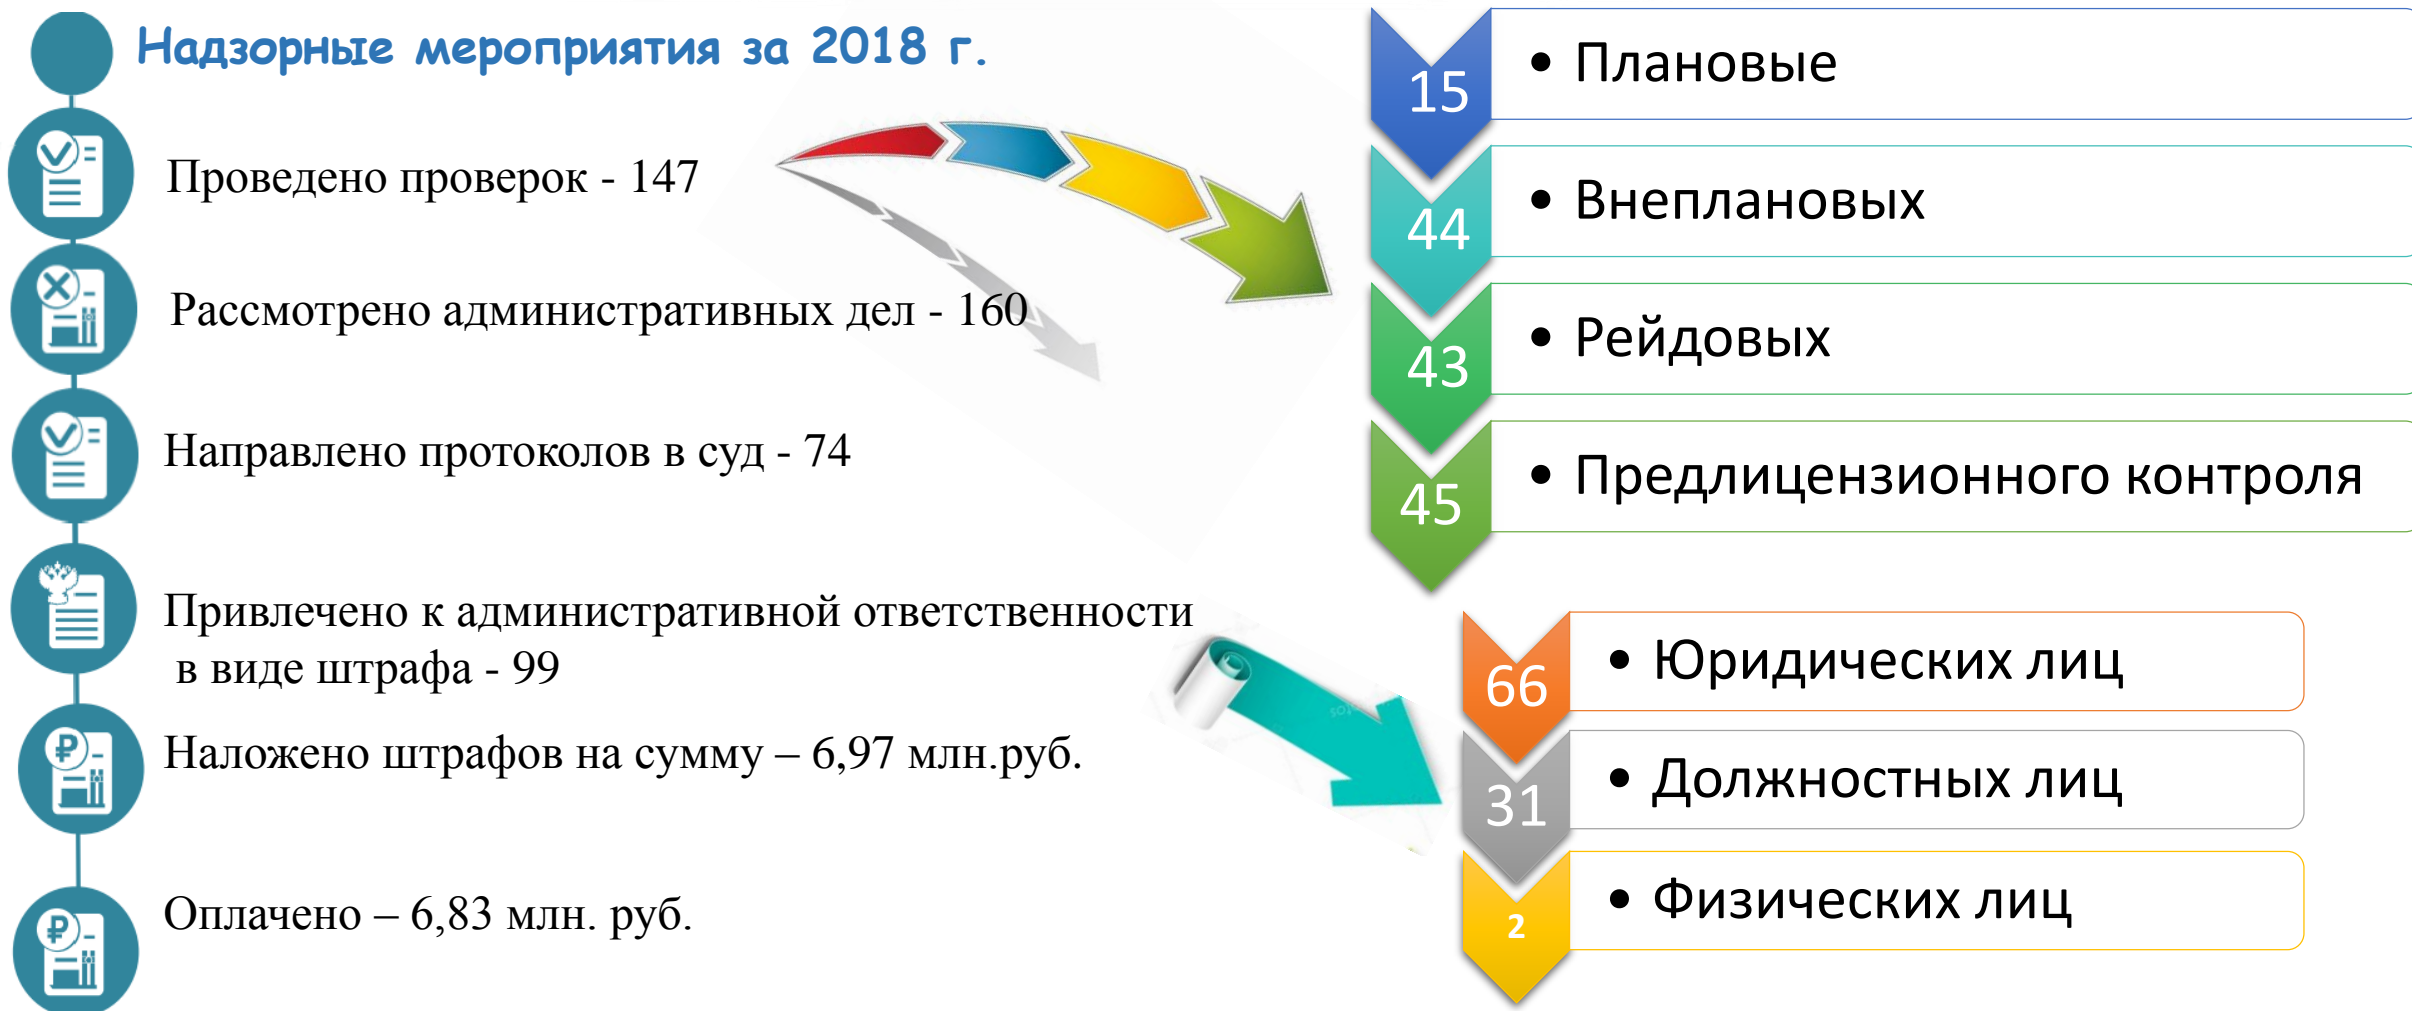 Надзорные мероприятия за 2018 г.
Проведено проверок - 147
Рассмотрено административных дел - 160
Направлено протоколов в суд - 74
Привлечено к административной ответственности
в виде штрафа - 99
Наложено штрафов на сумму – 6,97 млн.руб.
Оплачено – 6,83 млн. руб.
15 • Плановые
44 • Внеплановых
43 • Рейдовых
45 • Предлицензионного контроля
66 • Юридических лиц
31 • Должностных лиц
2 • Физических лиц